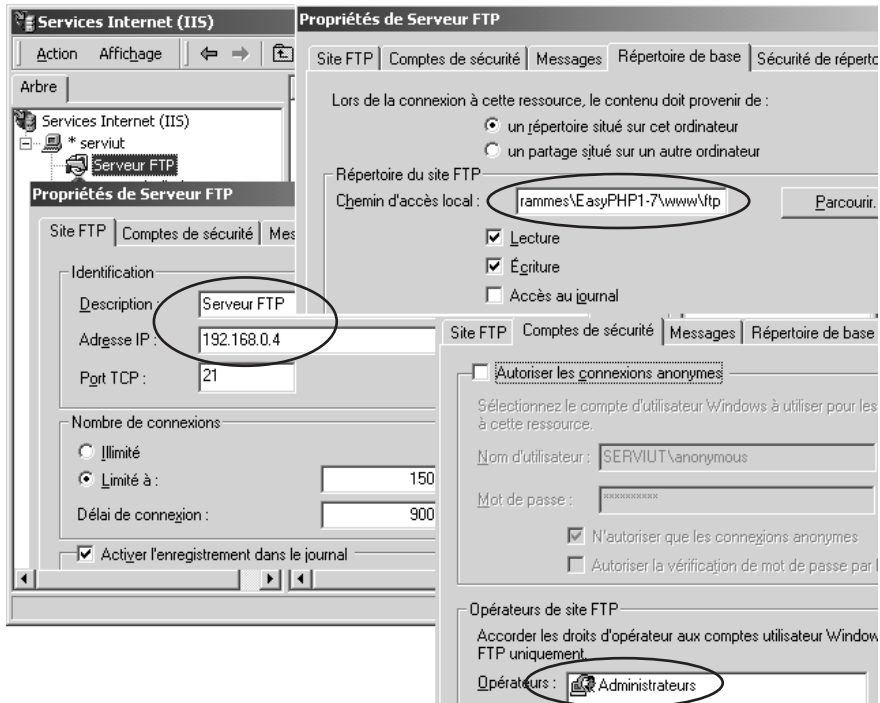 Services Internet (IIS)
Action Affichage
Arbre
Services Internet (IIS)
* serviut
Serveur FTP
Propriétés de Serveur FTP
Site FTP Comptes de sécurité Messages Répertoire de base Sécurité de réperto
Lors de la connexion à cette ressource, le contenu doit provenir de :
un répertoire situé sur cet ordinateur
un partage situé sur un autre ordinateur
Répertoire du site FTP
Chemin d'accès local : rammes\EasyPHP1-7\www\ftp Parcourir.
Lecture
Écriture
Accès au journal
Propriétés de Serveur FTP
Site FTP Comptes de sécurité Mes
Identification
Description : Serveur FTP
Adresse IP : 192.168.0.4
Port TCP : 21
Nombre de connexions
Illimité
Limité à : 150
Délai de connexion : 900
Activer l'enregistrement dans le journal
Site FTP Comptes de sécurité Messages Répertoire de base
Autoriser les connexions anonymes
Sélectionnez le compte d'utilisateur Windows à utiliser pour les
à cette ressource.
Nom d'utilisateur : SERVIUT\anonymous
Mot de passe : **********
N'autoriser que les connexions anonymes
Autoriser la vérification de mot de passe par l
Opérateurs de site FTP
Accorder les droits d'opérateur aux comptes utilisateur Window
FTP uniquement.
Opérateurs : Administrateurs